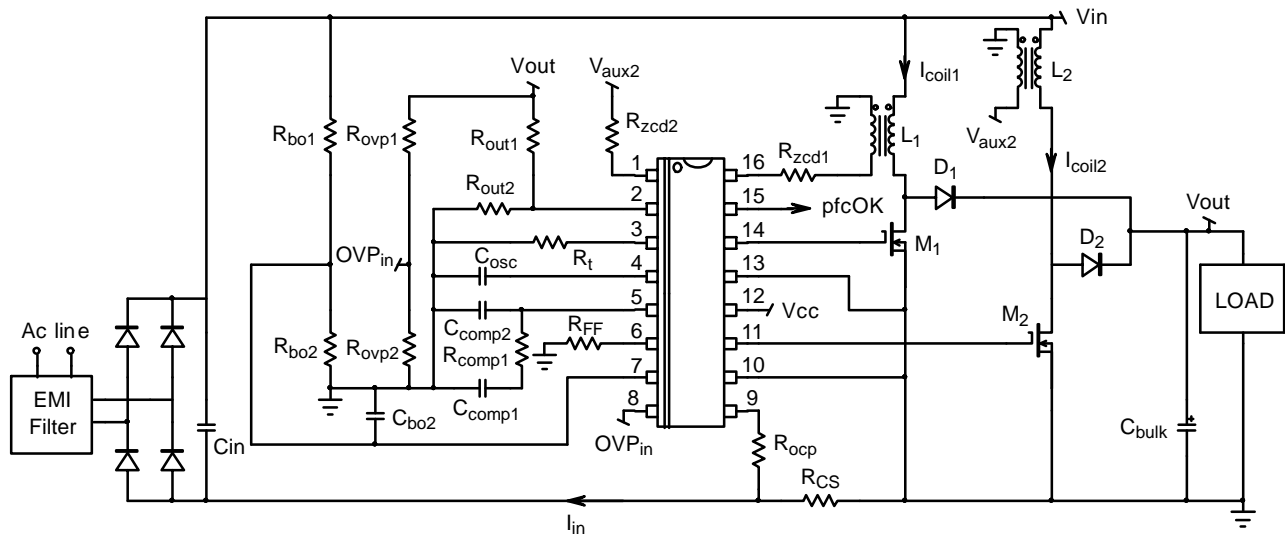 Vin
Vout
Vaux2
Icoil1
L2
Rbo1
Rovp1
Rout1
Rzcd2
L1
Vaux2
Rzcd1
1
16
D1
Icoil2
Rout2
2
15
pfcOK
Vout
3
14
M1
OVPin
Rt
D2
Cosc
4
13
LOAD
5
12
Vcc
Ac line
M2
Ccomp2
RFF
Rbo2
Rovp2
Rcomp1
6
11
EMI
Filter
7
10
Ccomp1
8
9
Cbo2
OVPin
Cin
Rocp
Cbulk
+
RCS
Iin